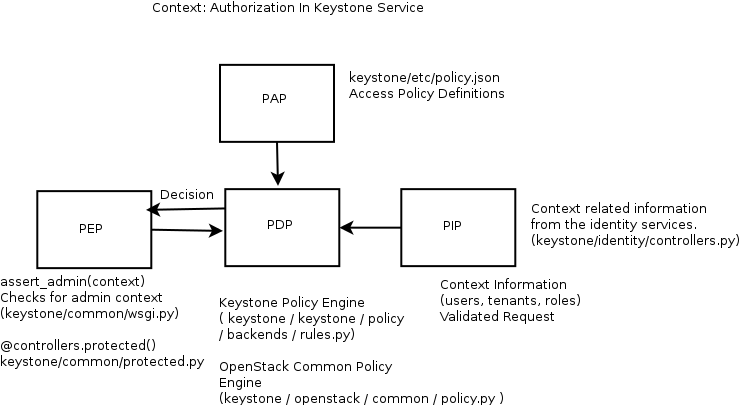 Context: Authorization In Keystone Service
keystone/etc/policy.json
Access Policy Definitions
PAP
Decision
PEP
PDP
PIP
Context related information
from the identity services.
(keystone/identity/controllers.py)
assert_admin(context)
Checks for admin context
(keystone/common/wsgi.py)
@controllers.protected()
keystone/common/protected.py
Keystone Policy Engine
( keystone / keystone / policy
/ backends / rules.py)
OpenStack Common Policy
Engine
(keystone / openstack / common / policy.py )
Context Information
(users, tenants, roles)
Validated Request